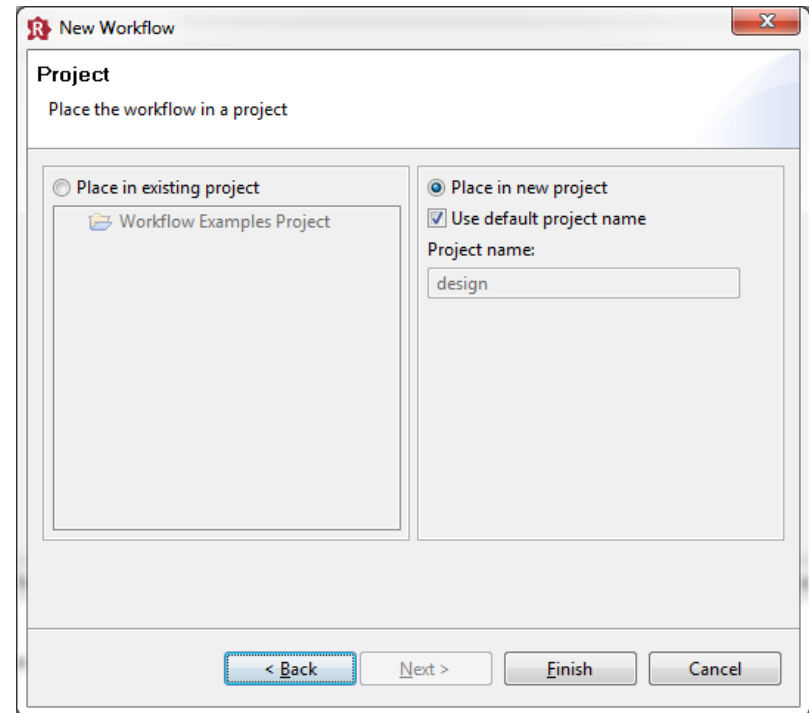 New Workflow
Project
Place the workflow in a project
Place in existing project
Workflow Examples Project
Place in new project
Use default project name
Project name:
design
< Back
Next >
Finish
Cancel